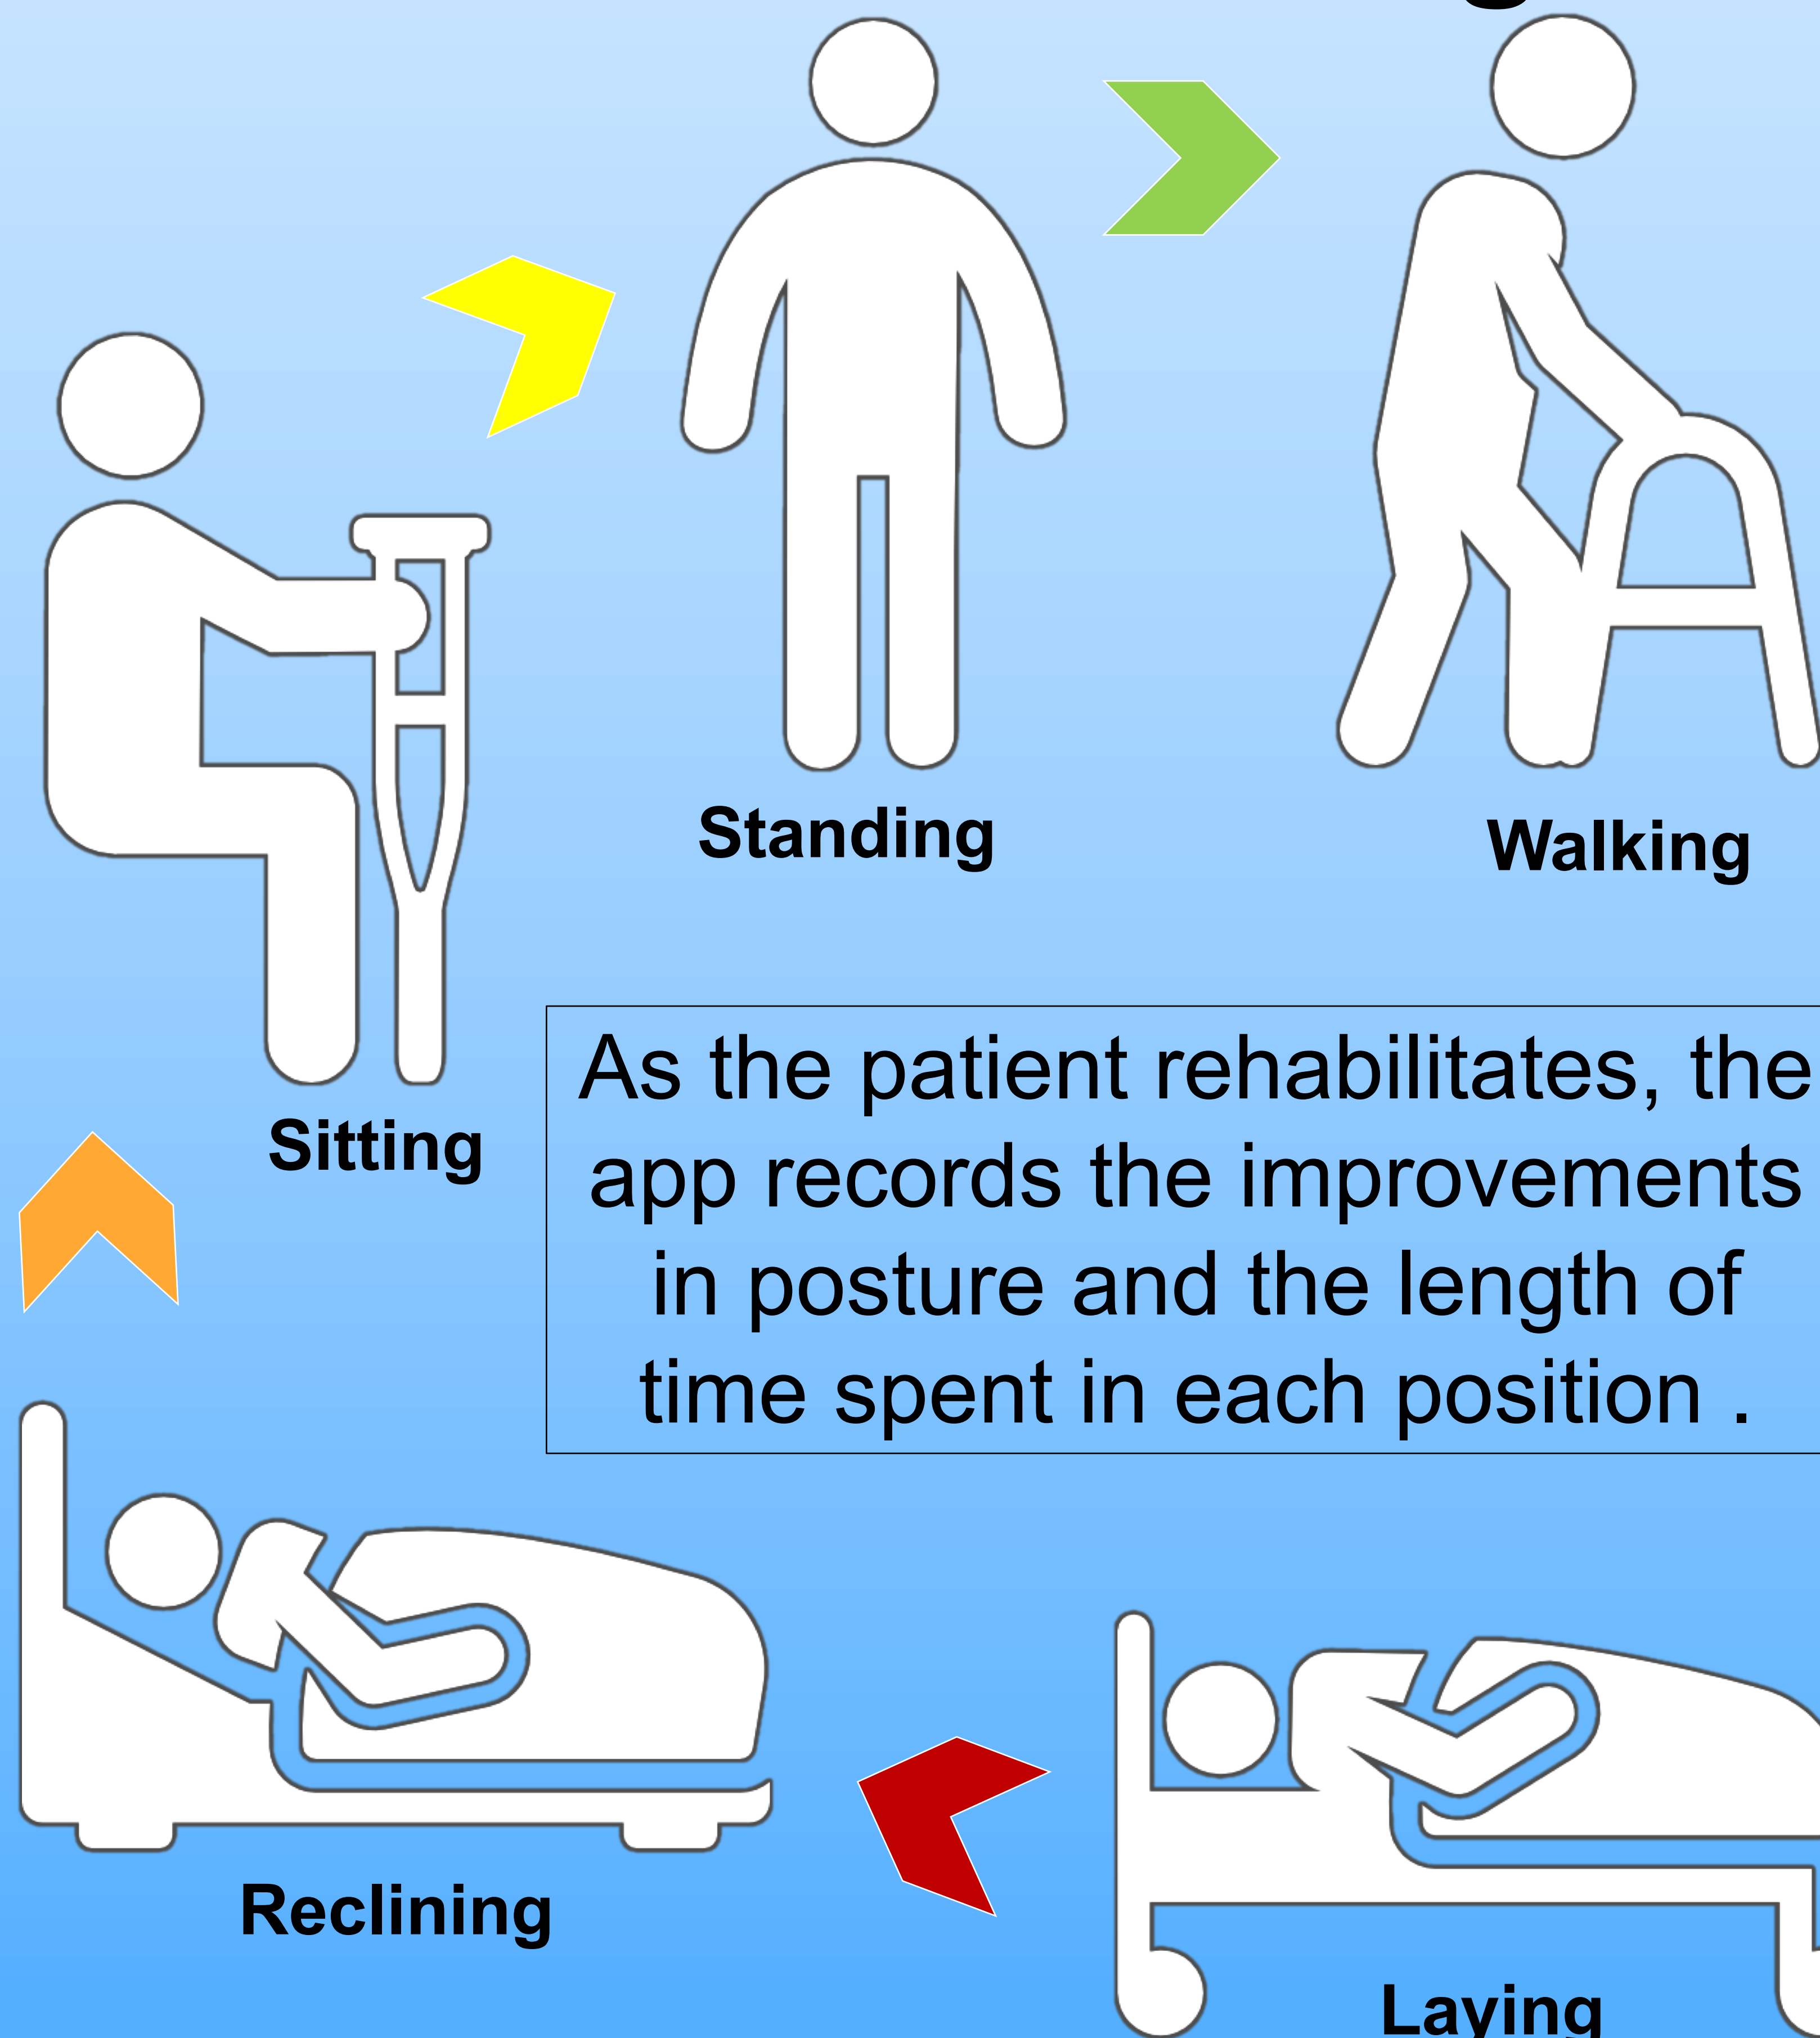 Standing
Walking
Sitting
As the patient rehabilitates, the
app records the improvements
in posture and the length of
time spent in each position .
Reclining
Laying